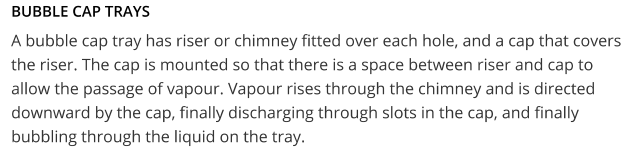 BUBBLE CAP TRAYS
A bubble cap tray has riser or chimney fitted over each hole, and a cap that covers
the riser. The cap is mounted so that there is a space between riser and cap to
allow the passage of vapour. Vapour rises through the chimney and is directed
downward by the cap, finally discharging through slots in the cap, and finally
bubbling through the liquid on the tray.